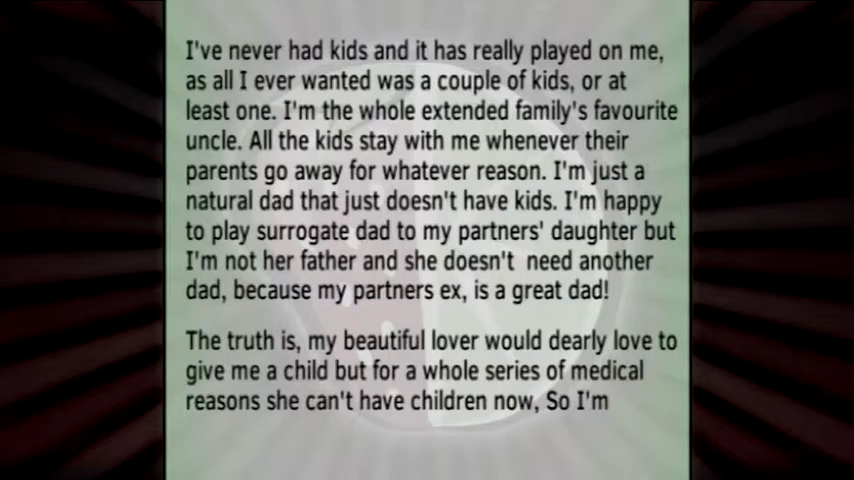 I've never had kids and it has really played on me,
as all I ever wanted was a couple of kids, or at
least one. I'm the whole extended family's favourite
uncle. All the kids stay with me whenever their
parents go away for whatever reason. I'm just a
natural dad that just doesn't have kids. I'm happy
to play surrogate dad to my partners' daughter but
I'm not her father and she doesn't  need another
dad, because my partners ex, is a great dad!
The truth is, my beautiful lover would dearly love to
give me a child but for a whole series of medical
reasons she can't have children now, So I'm